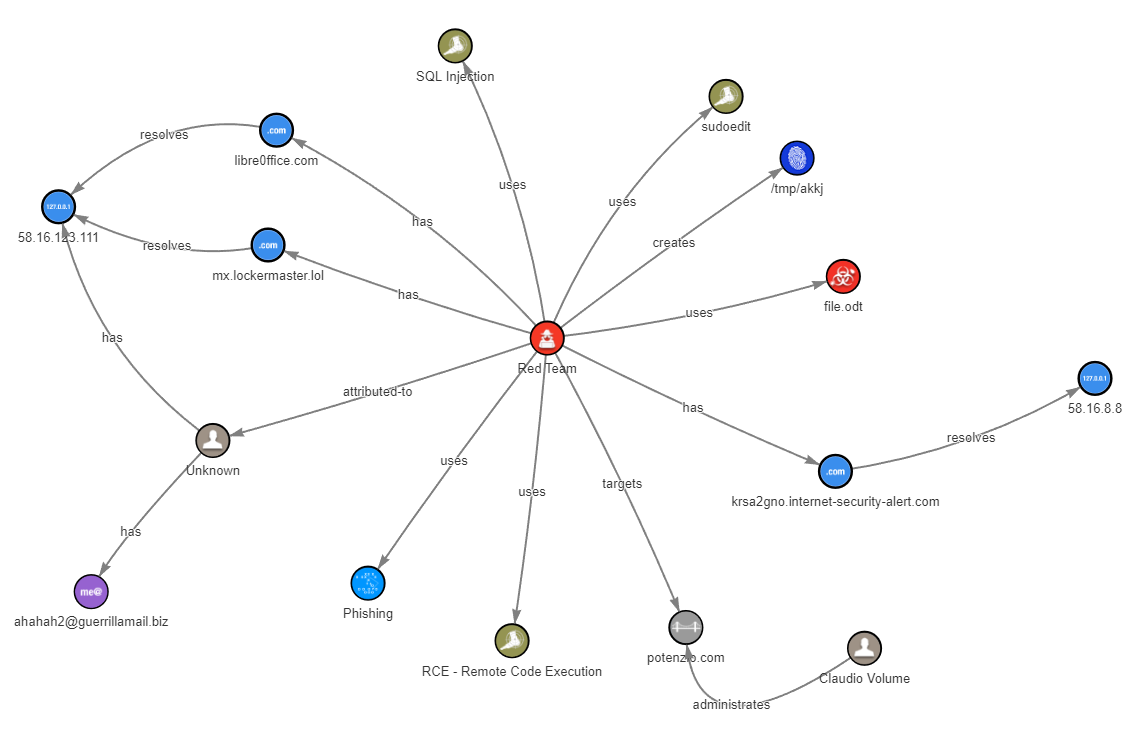 SQL Injection
sudoedit
.com
libre0ffice.com
resolves
/tmp/akkj
uses
uses
127.0.0.1
58.16.123.111
has
creates
resolves
.com
mx.lockermaster.lol
has
file.odt
uses
has
Red Team
attributed-to
127.0.0.1
58.16.8.8
has
resolves
Unknown
uses
.com
krsa2gno.internet-security-alert.com
uses
targets
has
me@
ahahah2@guerrillamail.biz
Phishing
RCE - Remote Code Execution
potenzio.com
Claudio Volume
administrates